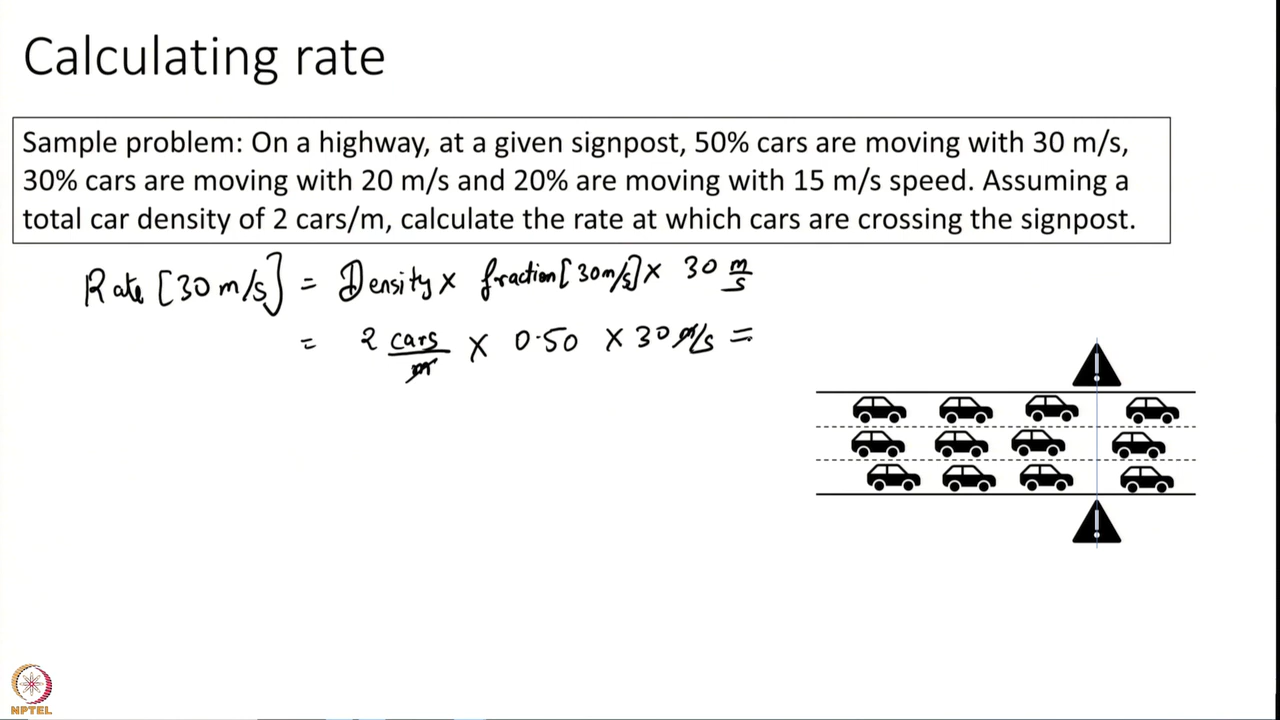 Calculating rate
Sample problem: On a highway, at a given signpost, 50% cars are moving with 30 m/s,
30% cars are moving with 20 m/s and 20% are moving with 15 m/s speed. Assuming a
total car density of 2 cars/m, calculate the rate at which cars are crossing the signpost.
Rate [30 m/s] = Density × fraction [30 m/s] × 30 m/s
= 2 cars/m × 0.50 × 30 m/s =
NPTEL